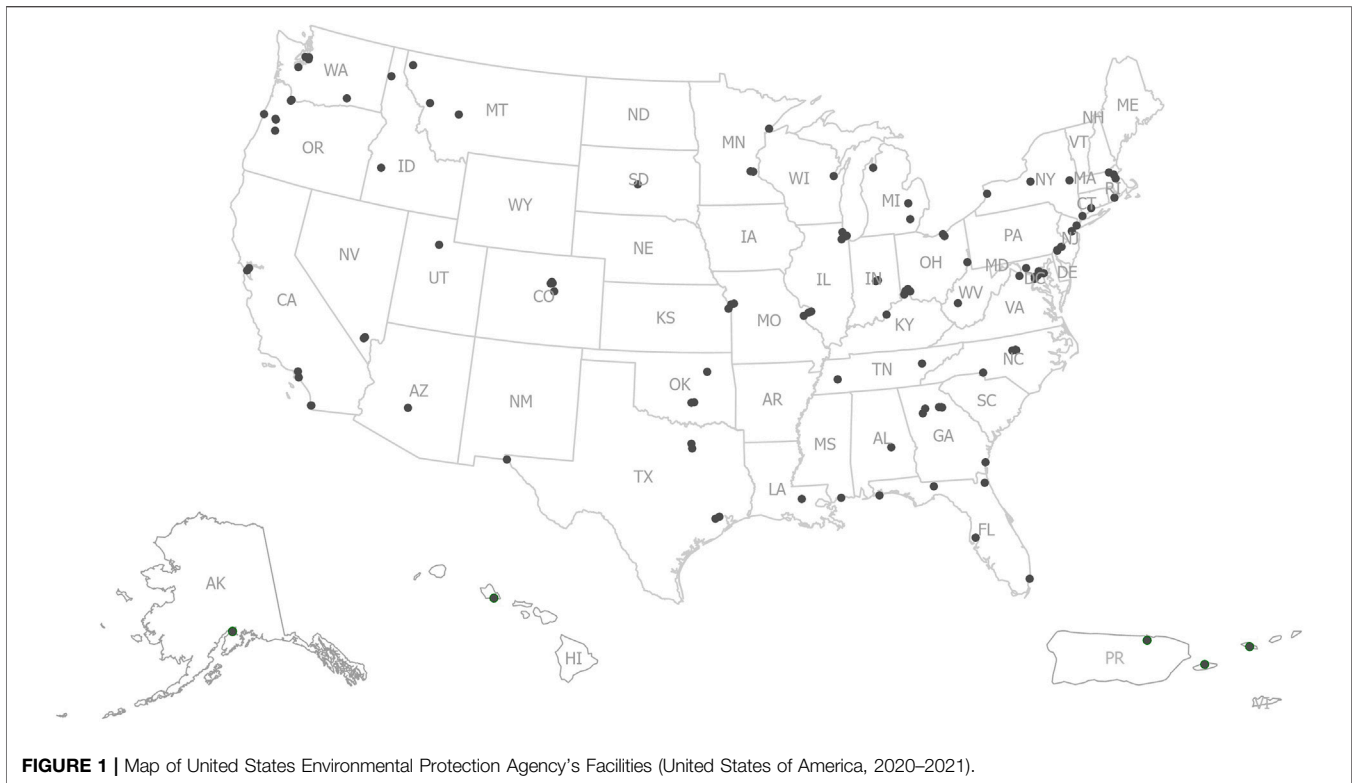 WA
MT
ME
ND
NH
VT
MN
OR
ID
SD
WI
NY
MA
RI
MI
CT
WY
IA
PA
NJ
NE
NV
OH
MD
DE
UT
IL
IN
DC
CO
WV
CA
VA
KS
MO
KY
NC
TN
OK
AZ
NM
AR
SC
MS
AL
GA
TX
LA
FL
AK
HI
PR
VI
FIGURE 1 | Map of United States Environmental Protection Agency’s Facilities (United States of America, 2020–2021).